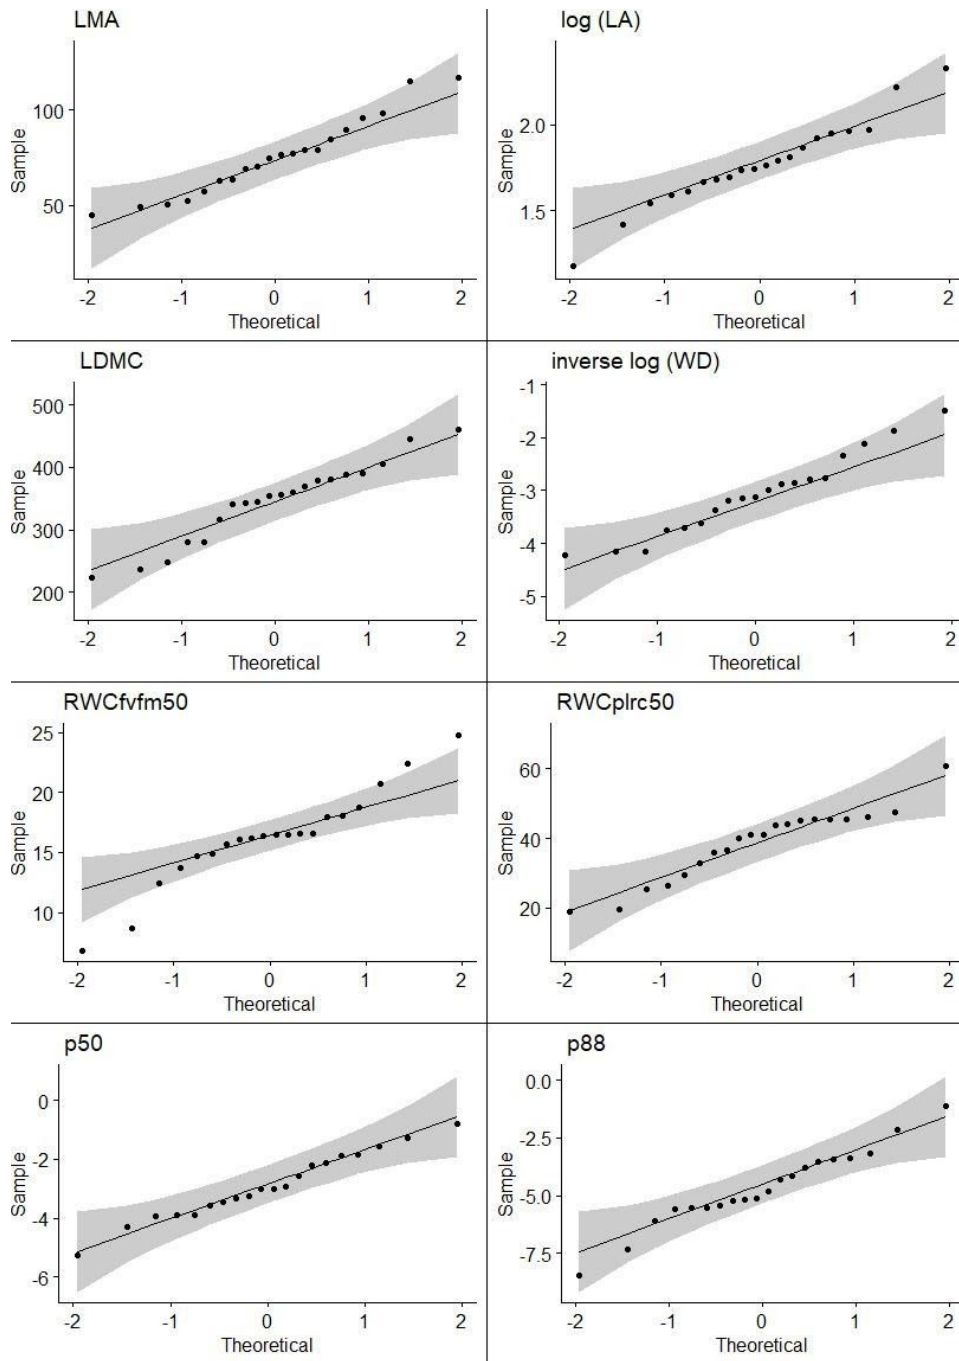 LMA
Sample
100
50
-2 -1 0 1 2
Theoretical
log (LA)
Sample
2.0
1.5
-2 -1 0 1 2
Theoretical
LDMC
Sample
500
400
300
200
-2 -1 0 1 2
Theoretical
inverse log (WD)
Sample
-1
-2
-3
-4
-5
-2 -1 0 1 2
Theoretical
RWCfvfm50
Sample
25
20
15
10
-2 -1 0 1 2
Theoretical
RWCplrc50
Sample
60
40
20
-2 -1 0 1 2
Theoretical
p50
Sample
0
-2
-4
-6
-2 -1 0 1 2
Theoretical
p88
Sample
0.0
-2.5
-5.0
-7.5
-2 -1 0 1 2
Theoretical